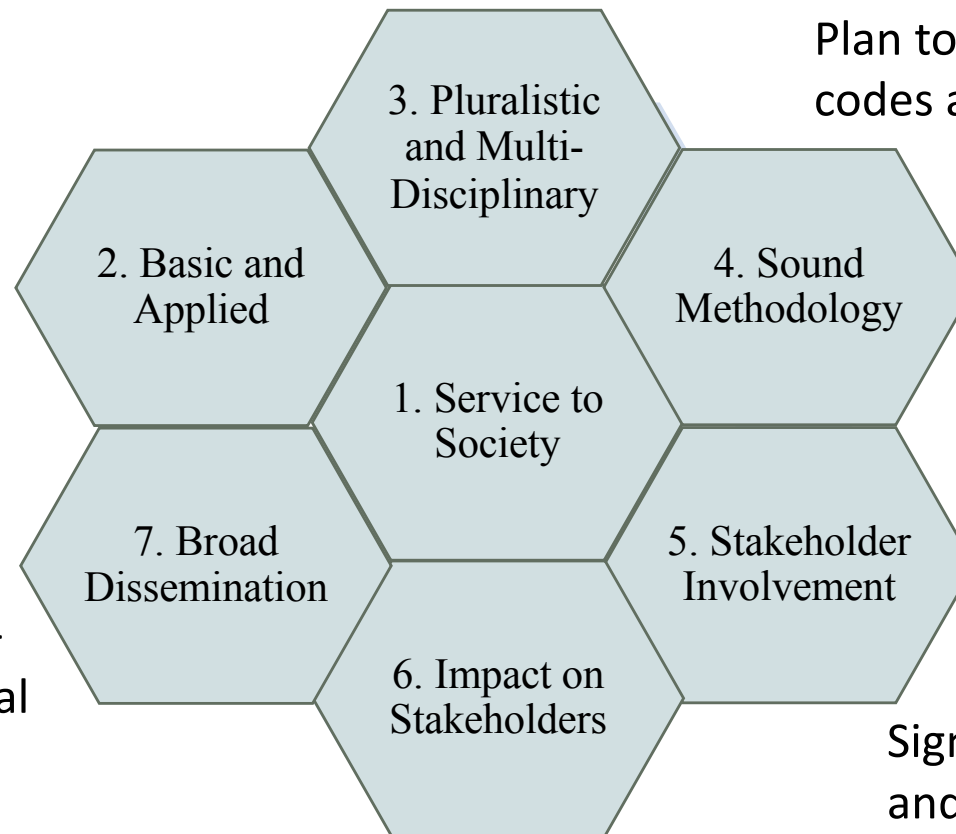 Plan to
codes a
3. Pluralistic
and Multi-
Disciplinary
2. Basic and
Applied
4. Sound
Methodology
1. Service to
Society
7. Broad
Dissemination
5. Stakeholder
Involvement
al
6. Impact on
Stakeholders
Sign
and